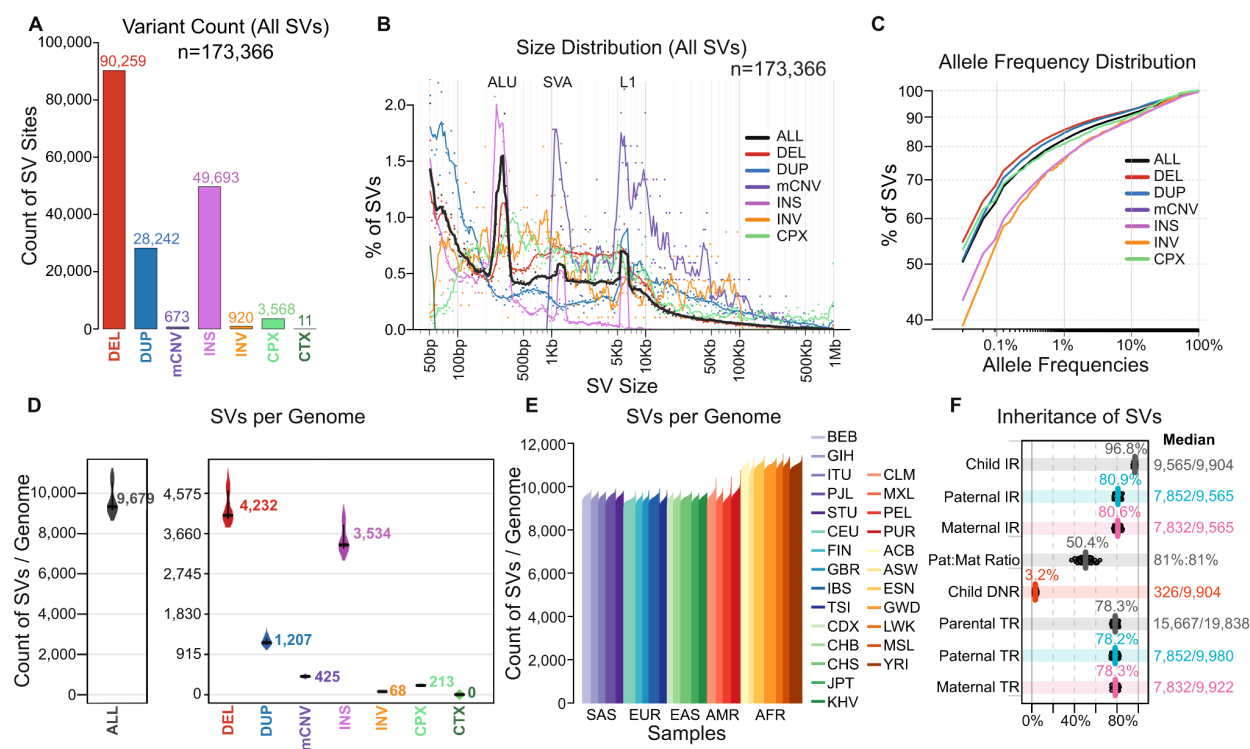 A
Variant Count (All SVs)
n=173,366
Count of SV Sites
100,000
80,000
60,000
40,000
20,000
0
90,259
28,242
673
49,693
920
3,568
11
DEL
DUP
mCNV
INS
INV
CPX
CTX
B
Size Distribution (All SVs)
n=173,366
ALU
SVA
L1
% of SVs
2.0
1.5
1.0
0.5
0.0
ALL
DEL
DUP
mCNV
INS
INV
CPX
50bp
100bp
500bp
1Kb
5Kb
10Kb
50Kb
100Kb
500Kb
1Mb
SV Size
C
Allele Frequency Distribution
% of SVs
100
90
80
70
60
50
40
ALL
DEL
DUP
mCNV
INS
INV
CPX
0.1%
1%
10%
100%
Allele Frequencies
D
SVs per Genome
Count of SVs / Genome
10,000
8,000
6,000
4,000
2,000
0
9,679
ALL
4,575
3,660
2,745
1,830
915
0
4,232
1,207
425
3,534
68
213
0
DEL
DUP
mCNV
INS
INV
CPX
CTX
E
SVs per Genome
Count of SVs / Genome
12,000
10,000
8,000
6,000
4,000
2,000
0
SAS EUR EAS AMR AFR
Samples
BEB
GIH
ITU
PJL
STU
CEU
FIN
GBR
IBS
TSI
CDX
CHB
CHS
JPT
KHV
CLM
MXL
PEL
PUR
ACB
ASW
ESN
GWD
LWK
MSL
YRI
F
Inheritance of SVs
Median
Child IR 96.8% 9,565/9,904
Paternal IR 80.9% 7,852/9,565
Maternal IR 80.6% 7,832/9,565
Pat:Mat Ratio 50.4% 81%:81%
Child DNR 3.2% 326/9,904
Parental TR 78.3% 15,667/19,838
Paternal TR 78.2% 7,852/9,980
Maternal TR 78.3% 7,832/9,922
0% 40% 80%